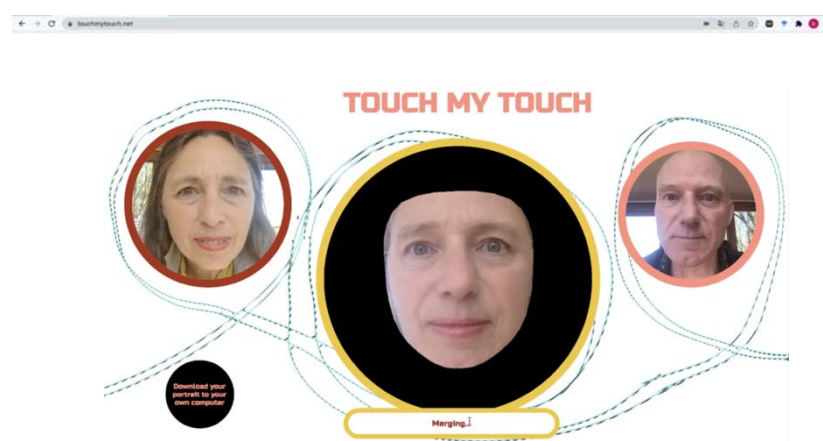 touchmytouch.net
TOUCH MY TOUCH
Download your
portrait to your
own computer
Merging...